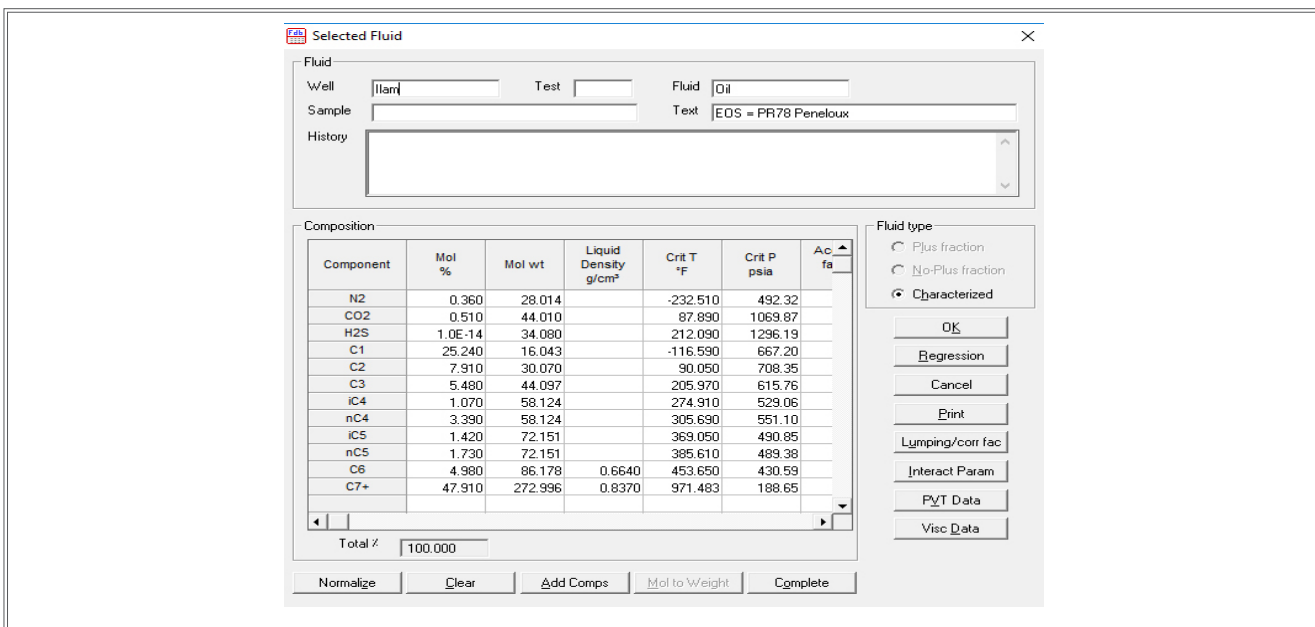 Fdb Selected Fluid
Fluid
Well Ilam Test Fluid Oil
Sample Text EOS = PR78 Peneloux
History
Composition
Component Mol % Mol wt Liquid Density g/cm³ Crit T °F Crit P psia Ac fa
N2 0.360 28.014 -232.510 492.32
CO2 0.510 44.010 87.890 1069.87
H2S 1.0E-14 34.080 212.090 1296.19
C1 25.240 16.043 -116.590 667.20
C2 7.910 30.070 90.050 708.35
C3 5.480 44.097 205.970 615.76
iC4 1.070 58.124 274.910 529.06
nC4 3.390 58.124 305.690 551.10
iC5 1.420 72.151 369.050 490.85
nC5 1.730 72.151 385.610 489.38
C6 4.980 86.178 0.6640 453.650 430.59
C7+ 47.910 272.996 0.8370 971.483 188.65
Total % 100.000
Fluid type
Plus fraction
No-Plus fraction
Characterized
OK
Regression
Cancel
Print
Lumping/corr fac
Interact Param
PVT Data
Visc Data
Normalize Clear Add Comps Mol to Weight Complete